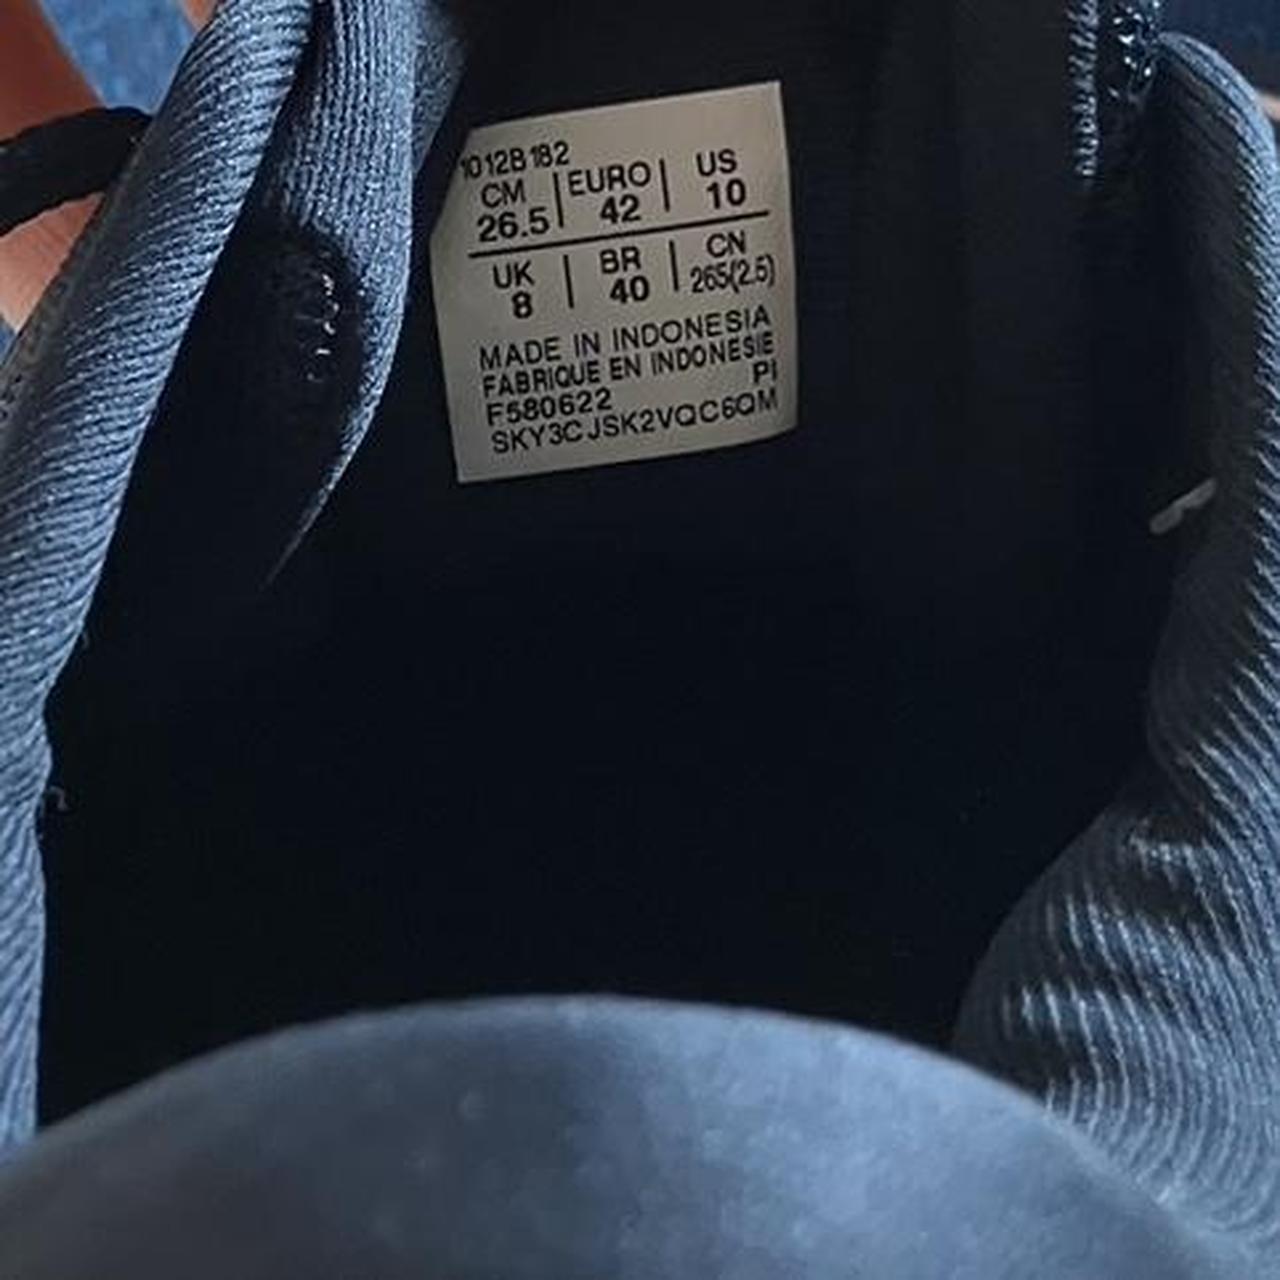 1012B182
CM | EURO | US
26.5 | 42 | 10
UK | BR | CN
8 | 40 | 265(2.5)
MADE IN INDONESIA
FABRIQUE EN INDONESIE
PI
F580622
SKY3CJSK2VQC6QM